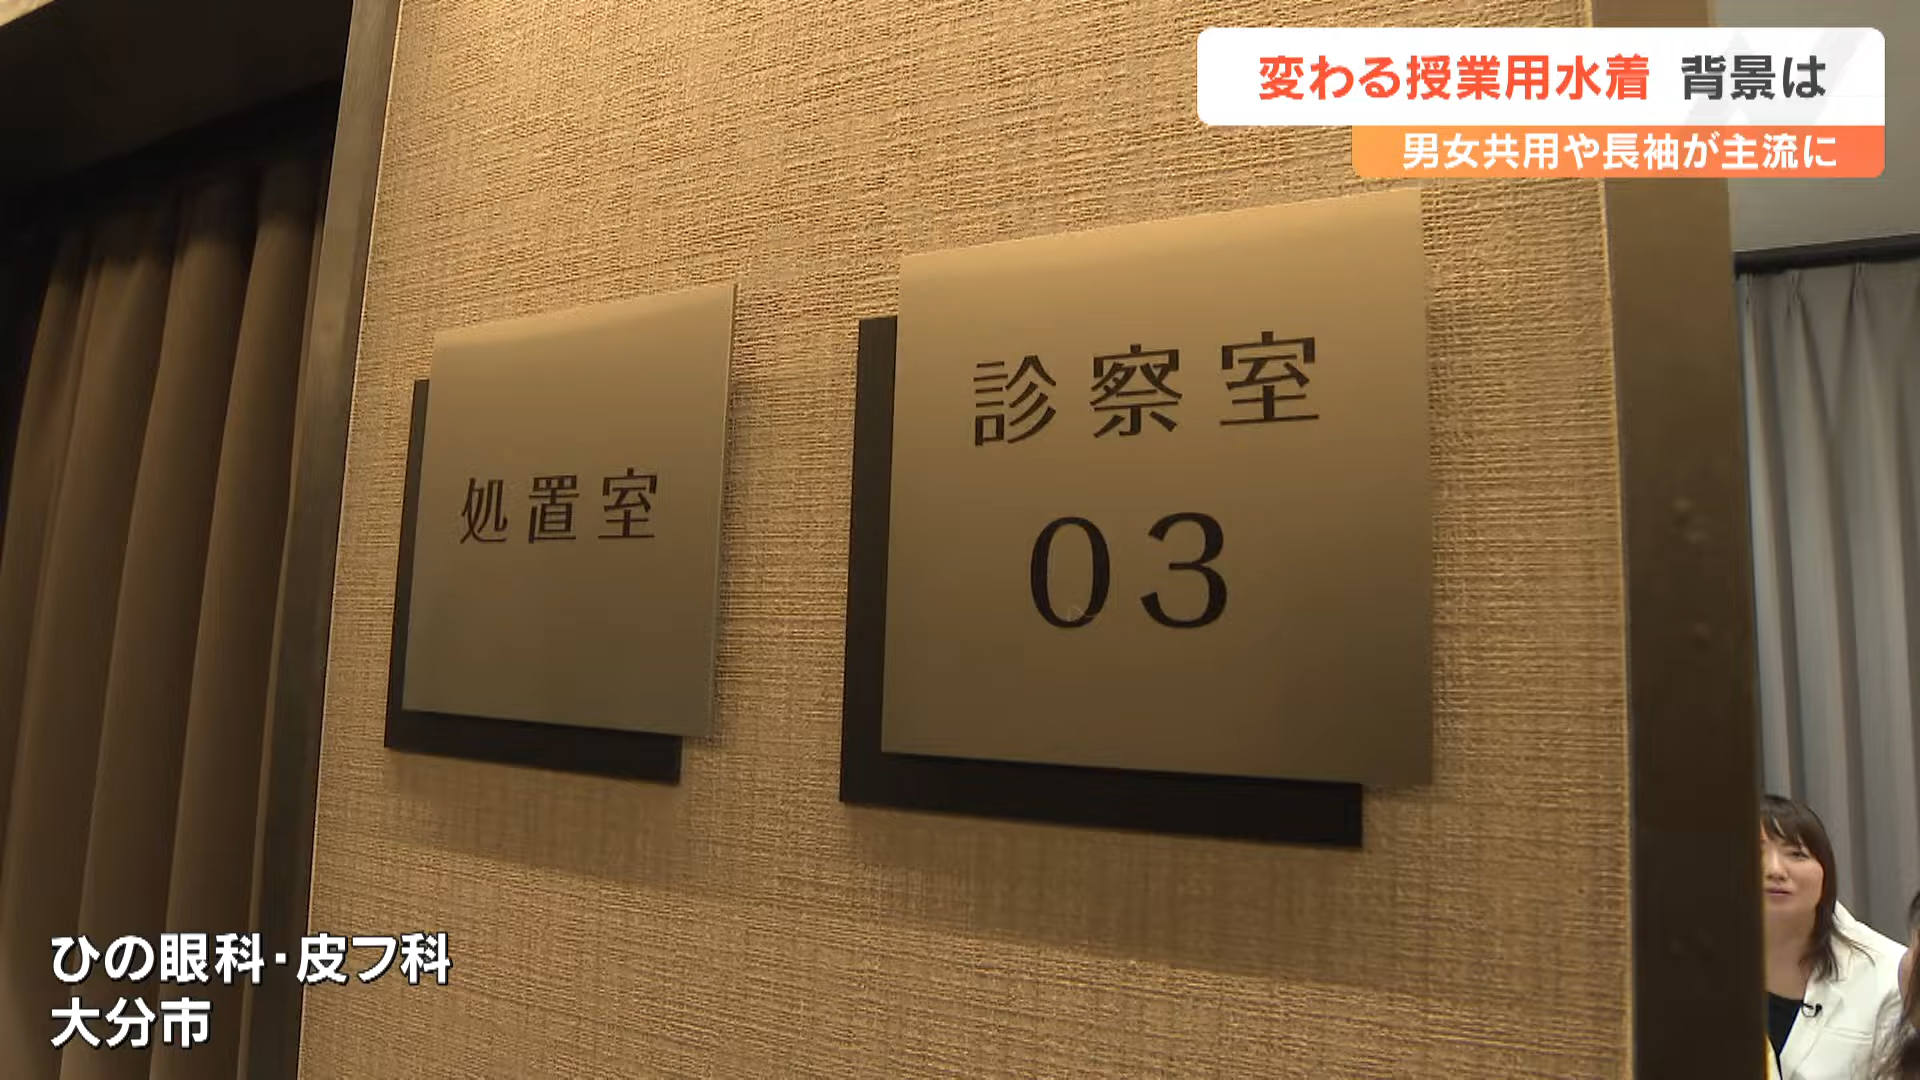 変わる授業用水着 背景は
男女共用や長袖が主流に
処置室
診察室
03
ひの眼科・皮フ科
大分市